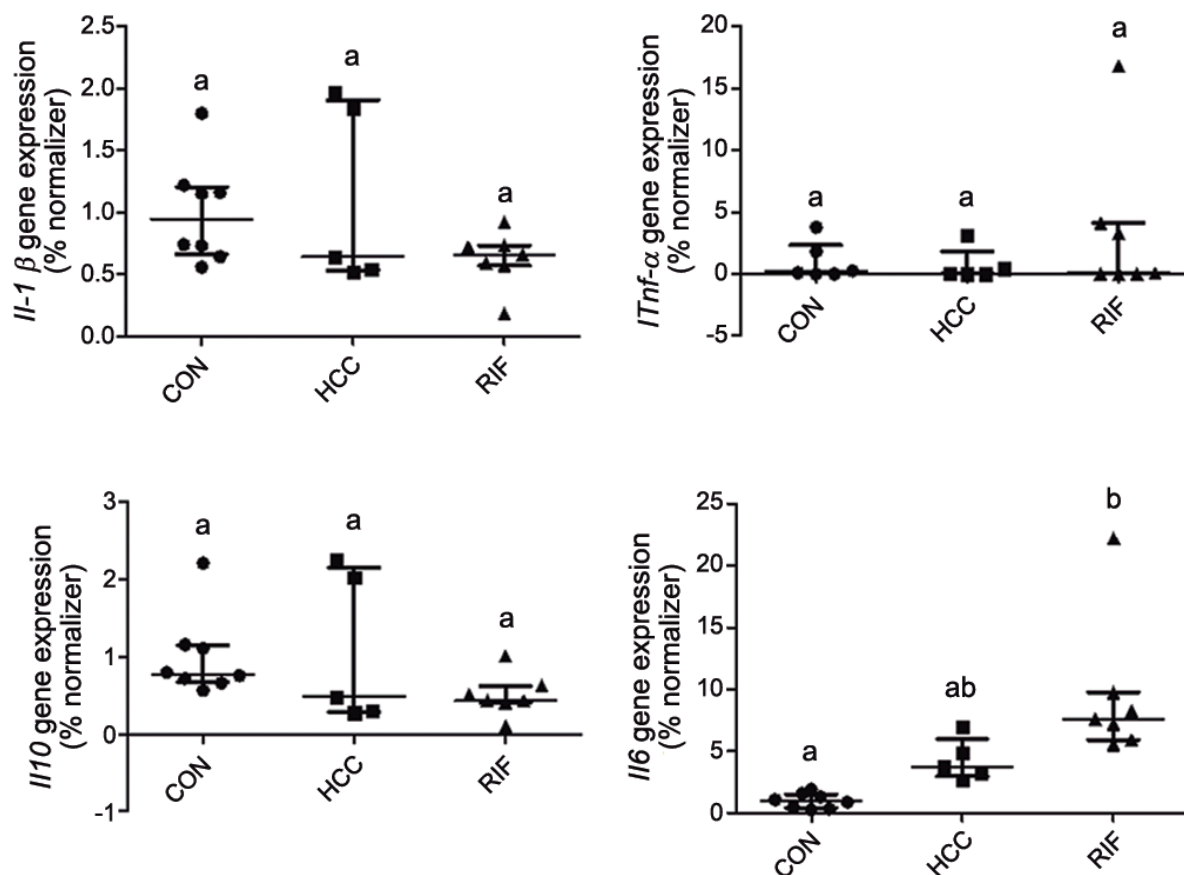 Il-1 β gene expression
(% normalizer)
2.5
2.0
1.5
1.0
0.5
0.0
a
a
a
CON
HCC
RIF
ITnf-α gene expression
(% normalizer)
20
15
10
5
0
-5
a
a
a
CON
HCC
RIF
Il10 gene expression
(% normalizer)
3
2
1
0
-1
a
a
a
CON
HCC
RIF
Il6 gene expression
(% normalizer)
25
20
15
10
5
0
a
ab
b
CON
HCC
RIF